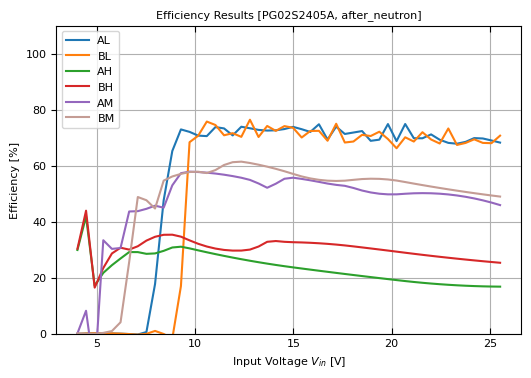 Efficiency Results [PG02S2405A, after_neutron]
AL
BL
AH
BH
AM
BM
Efficiency [%]
100
80
60
40
20
0
5
10
15
20
25
Input Voltage Vin [V]